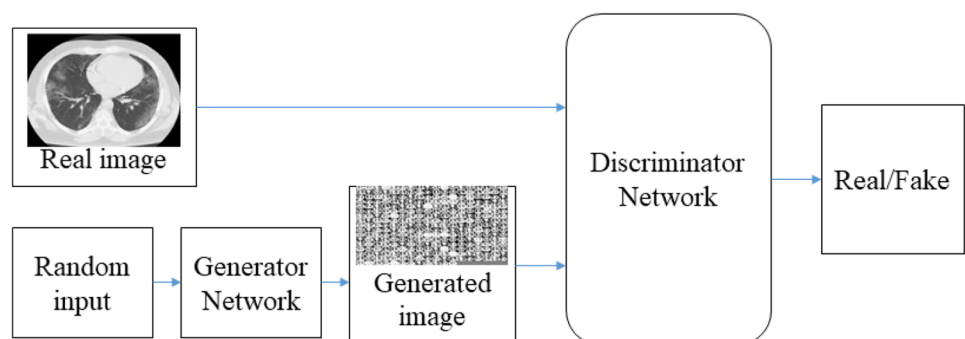 Real image
Random
input
Generator
Network
Generated
image
Discriminator
Network
Real/Fake